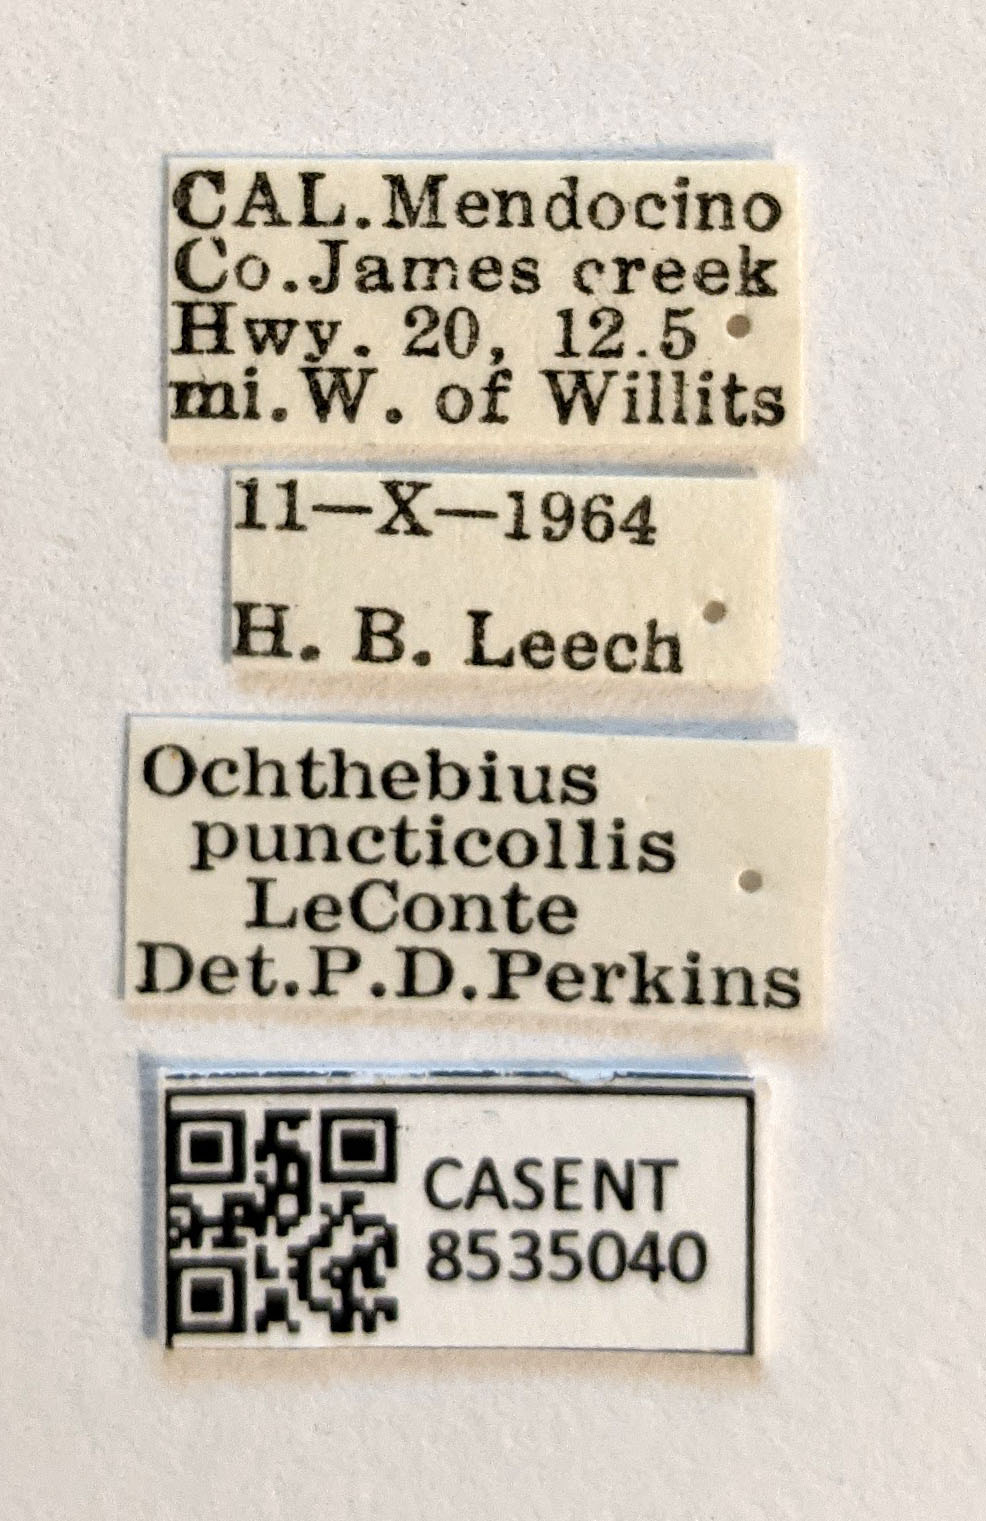 CAL.Mendocino
Co.James creek
Hwy. 20, 12.5
mi.W. of Willits
11—X—1964
H. B. Leech
Ochthebius
puncticollis
LeConte
Det.P.D.Perkins
CASENT
8535040